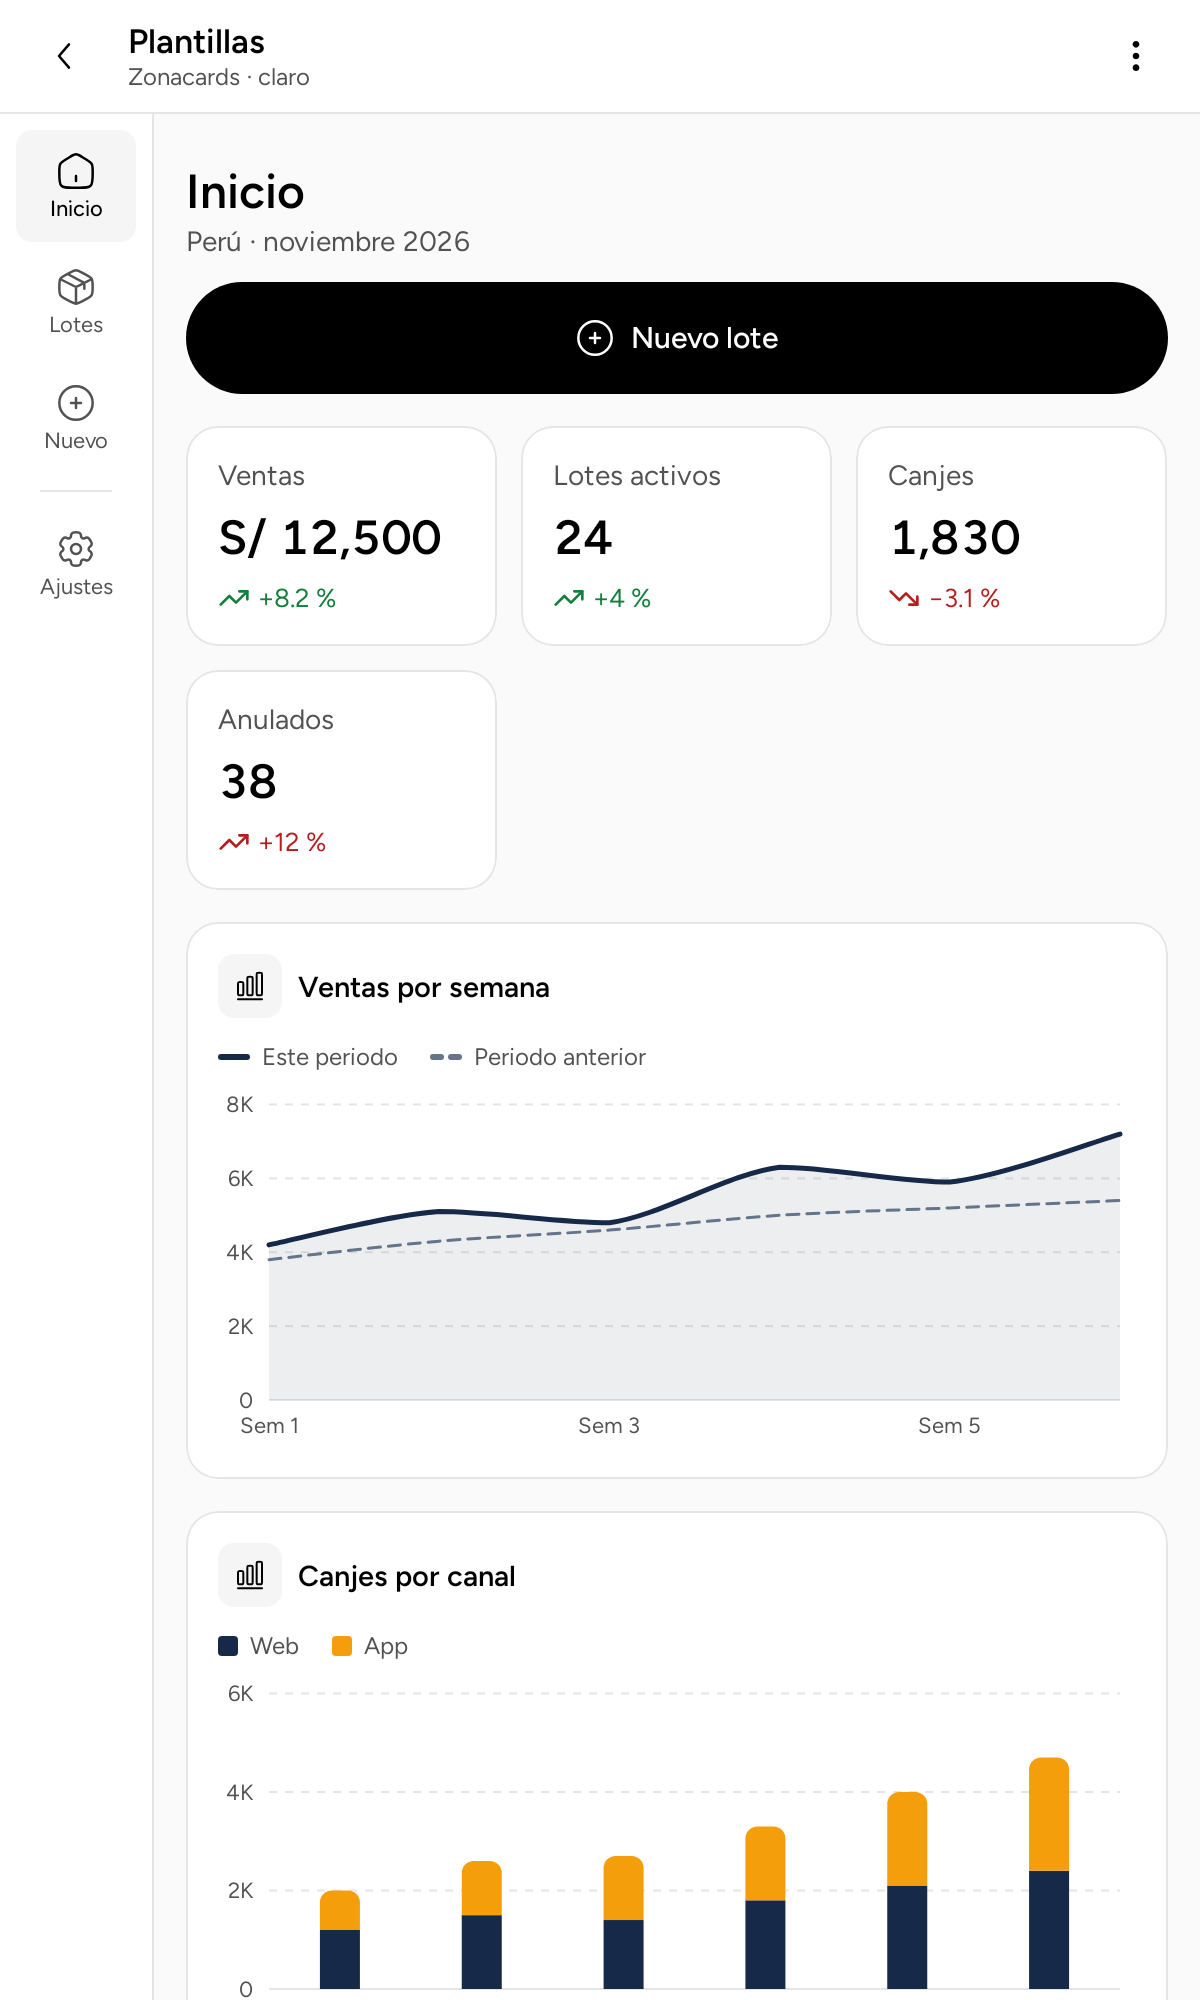 Plantillas
Zonacards · claro
Inicio
Lotes
Nuevo
Ajustes
Inicio
Perú · noviembre 2026
Nuevo lote
Ventas
S/ 12,500
+8.2 %
Lotes activos
24
+4 %
Canjes
1,830
−3.1 %
Anulados
38
+12 %
Ventas por semana
Este periodo
Periodo anterior
8K
6K
4K
2K
0
Sem 1
Sem 3
Sem 5
Canjes por canal
Web
App
6K
4K
2K
0